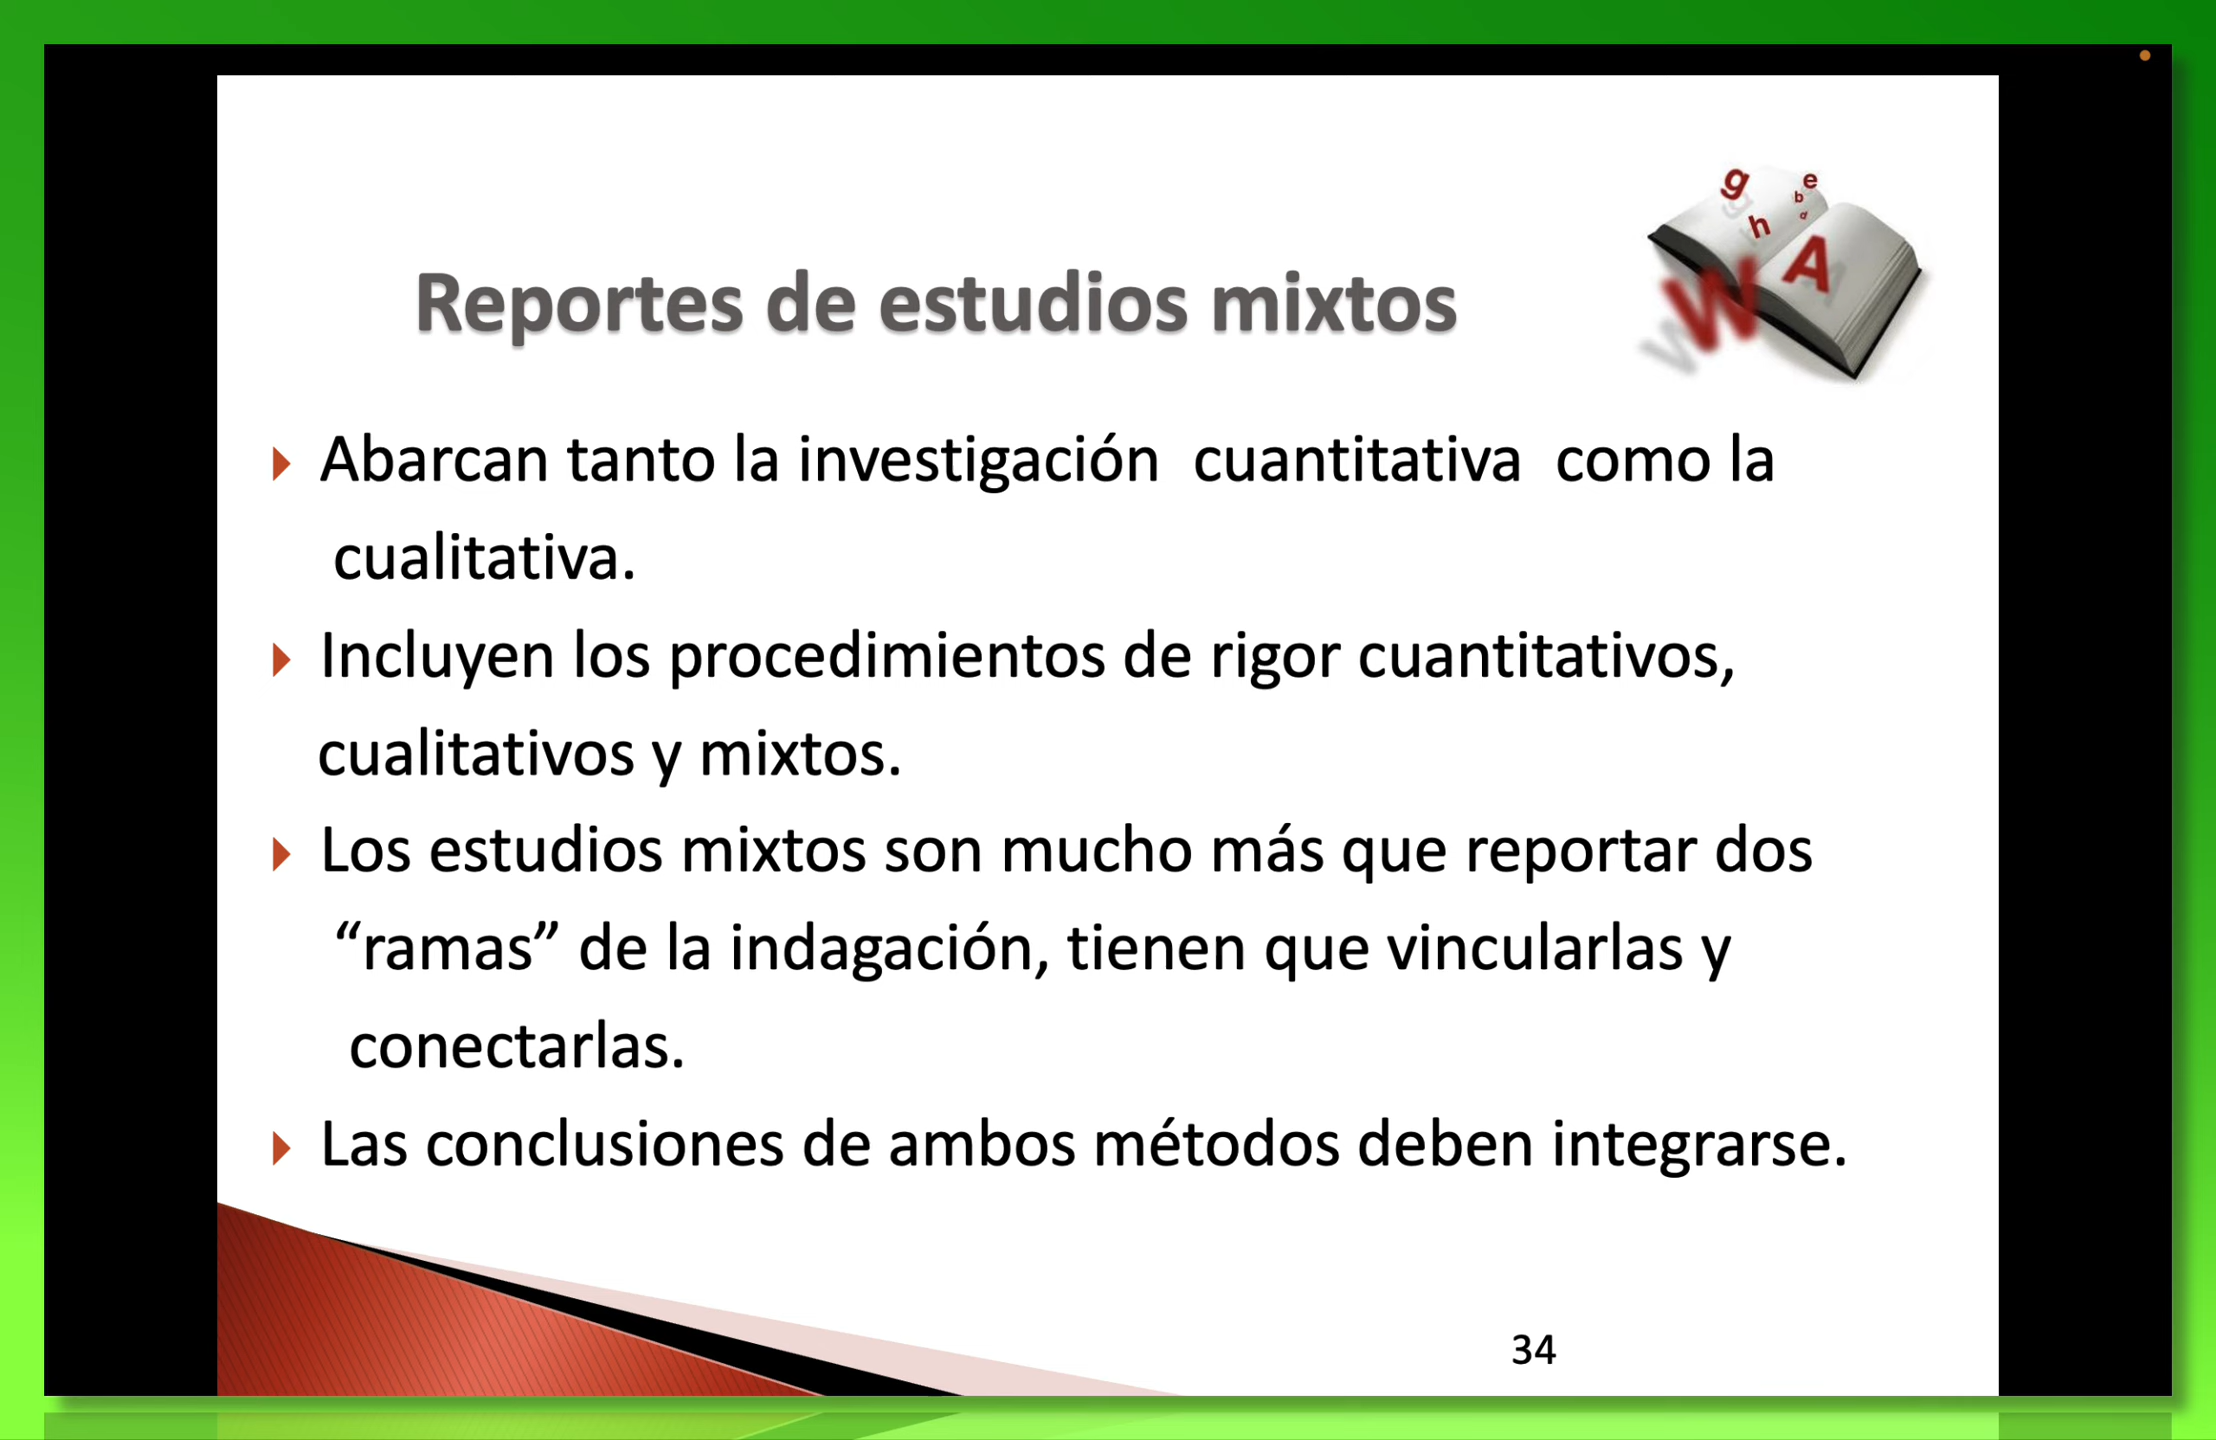 g
e
b
d
h
A
W
Reportes de estudios mixtos
Abarcan tanto la investigación cuantitativa como la
cualitativa.
Incluyen los procedimientos de rigor cuantitativos,
cualitativos y mixtos.
Los estudios mixtos son mucho más que reportar dos
“ramas” de la indagación, tienen que vincularlas y
conectarlas.
Las conclusiones de ambos métodos deben integrarse.
34